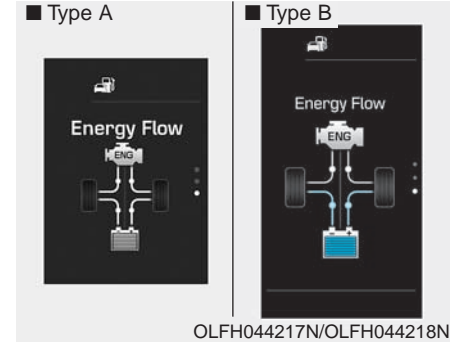 ■ Type A
■ Type B
Energy Flow
ENG
Energy Flow
ENG
- +
OLFH044217N/OLFH044218N